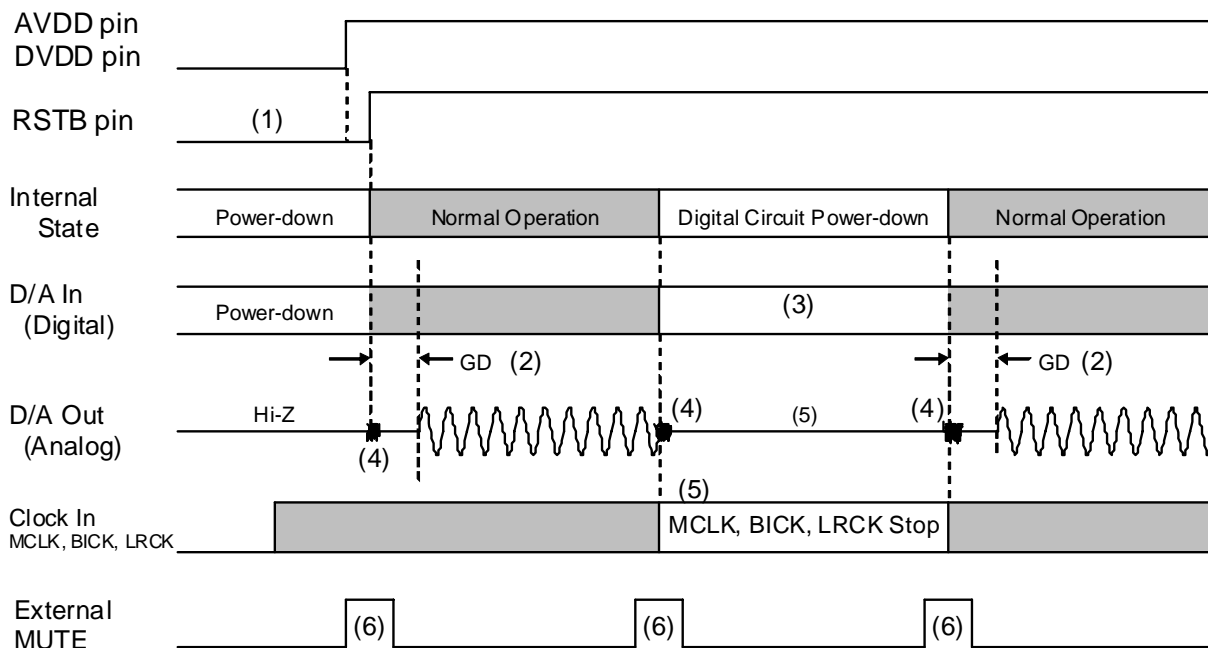 AVDD pin
DVDD pin
RSTB pin
(1)
Internal
State
Power-down
Normal Operation
Digital Circuit Power-down
Normal Operation
D/A In
(Digital)
Power-down
(3)
GD (2)
GD (2)
D/A Out
(Analog)
Hi-Z
(4)
(4)
(5)
(4)
Clock In
MCLK, BICK, LRCK
(5)
MCLK, BICK, LRCK Stop
External
MUTE
(6)
(6)
(6)